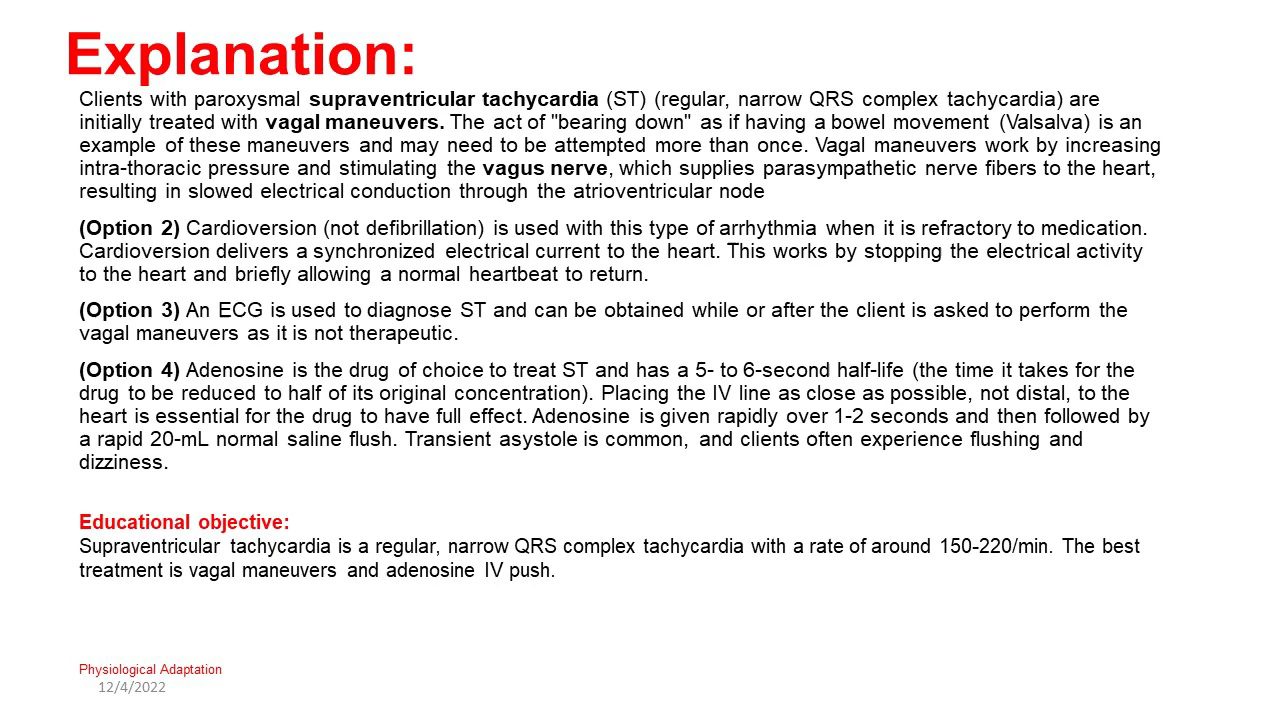 Explanation:
Clients with paroxysmal supraventricular tachycardia (ST) (regular, narrow QRS complex tachycardia) are
initially treated with vagal maneuvers. The act of "bearing down" as if having a bowel movement (Valsalva) is an
example of these maneuvers and may need to be attempted more than once. Vagal maneuvers work by increasing
intra-thoracic pressure and stimulating the vagus nerve, which supplies parasympathetic nerve fibers to the heart,
resulting in slowed electrical conduction through the atrioventricular node
(Option 2) Cardioversion (not defibrillation) is used with this type of arrhythmia when it is refractory to medication.
Cardioversion delivers a synchronized electrical current to the heart. This works by stopping the electrical activity
to the heart and briefly allowing a normal heartbeat to return.
(Option 3) An ECG is used to diagnose ST and can be obtained while or after the client is asked to perform the
vagal maneuvers as it is not therapeutic.
(Option 4) Adenosine is the drug of choice to treat ST and has a 5- to 6-second half-life (the time it takes for the
drug to be reduced to half of its original concentration). Placing the IV line as close as possible, not distal, to the
heart is essential for the drug to have full effect. Adenosine is given rapidly over 1-2 seconds and then followed by
a rapid 20-mL normal saline flush. Transient asystole is common, and clients often experience flushing and
dizziness.
Educational objective:
Supraventricular tachycardia is a regular, narrow QRS complex tachycardia with a rate of around 150-220/min. The best
treatment is vagal maneuvers and adenosine IV push.
Physiological Adaptation
12/4/2022